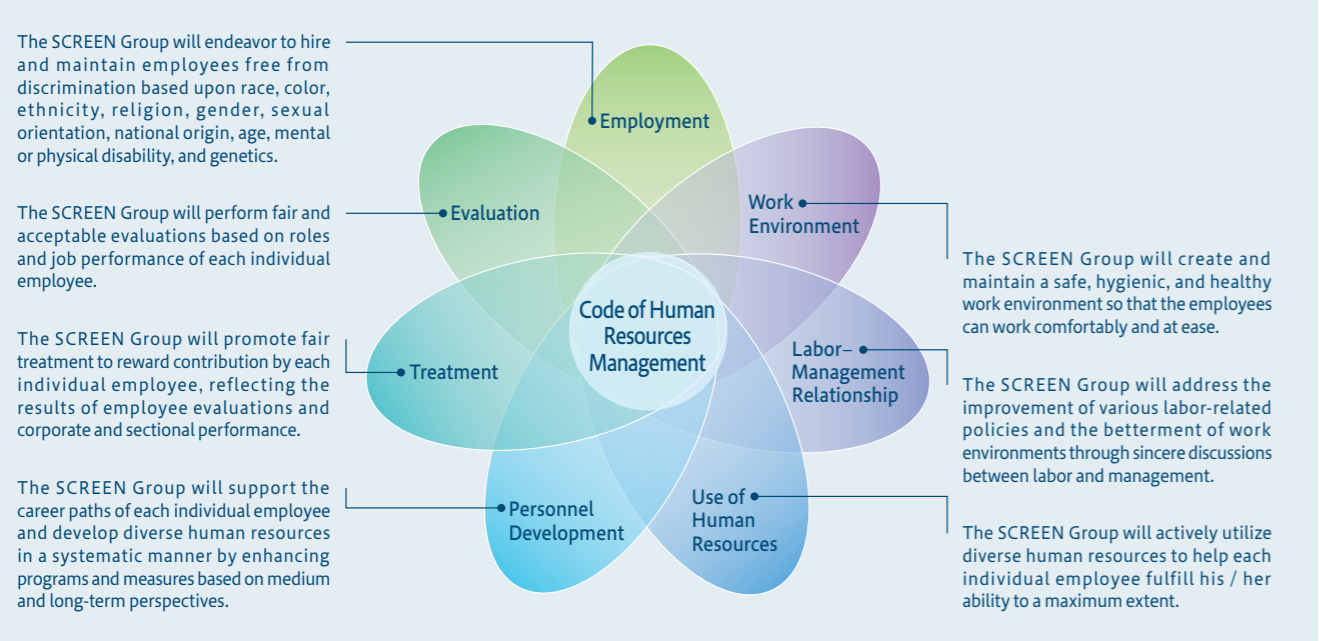 The SCREEN Group will endeavor to hire
and maintain employees free from
discrimination based upon race, color,
ethnicity, religion, gender, sexual
orientation, national origin, age, mental
or physical disability, and genetics.
The SCREEN Group will perform fair and
acceptable evaluations based on roles
and job performance of each individual
employee.
The SCREEN Group will promote fair
treatment to reward contribution by each
individual employee, reflecting the
results of employee evaluations and
corporate and sectional performance.
The SCREEN Group will support the
career paths of each individual employee
and develop diverse human resources
in a systematic manner by enhancing
programs and measures based on medium
and long-term perspectives.
Employment
Evaluation
Work
Environment
Code of Human
Resources
Management
Treatment
Labor–
Management
Relationship
Personnel
Development
Use of
Human
Resources
The SCREEN Group will create and
maintain a safe, hygienic, and healthy
work environment so that the employees
can work comfortably and at ease.
The SCREEN Group will address the
improvement of various labor-related
policies and the betterment of work
environments through sincere discussions
between labor and management.
The SCREEN Group will actively utilize
diverse human resources to help each
individual employee fulfill his / her
ability to a maximum extent.